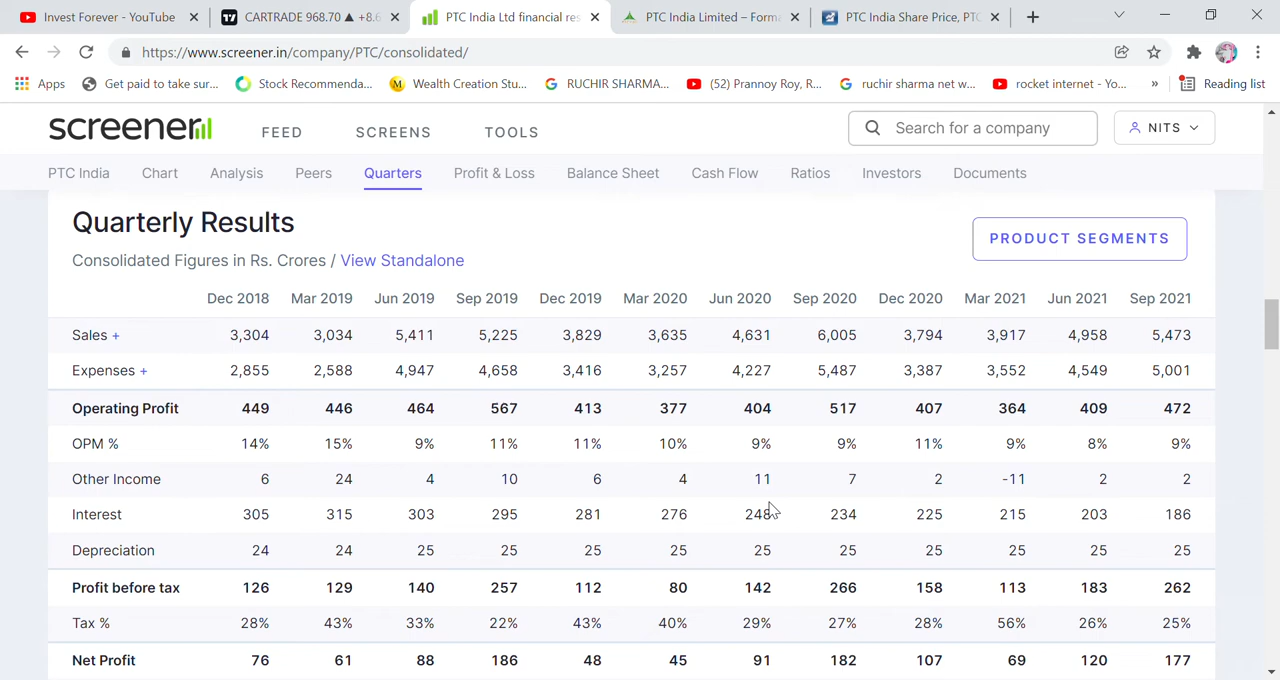 Invest Forever - YouTube CARTRADE 968.70 ▲ +8.6 PTC India Ltd financial res PTC India Limited – Forma PTC India Share Price, PTC
https://www.screener.in/company/PTC/consolidated/
Apps Get paid to take sur... Stock Recommenda... Wealth Creation Stu... RUCHIR SHARMA... (52) Prannoy Roy, R... ruchir sharma net w... rocket internet - Yo... » Reading list
screener FEED SCREENS TOOLS Search for a company NITS
PTC India Chart Analysis Peers Quarters Profit & Loss Balance Sheet Cash Flow Ratios Investors Documents
Quarterly Results PRODUCT SEGMENTS
Consolidated Figures in Rs. Crores / View Standalone
Dec 2018 Mar 2019 Jun 2019 Sep 2019 Dec 2019 Mar 2020 Jun 2020 Sep 2020 Dec 2020 Mar 2021 Jun 2021 Sep 2021
Sales + 3,304 3,034 5,411 5,225 3,829 3,635 4,631 6,005 3,794 3,917 4,958 5,473
Expenses + 2,855 2,588 4,947 4,658 3,416 3,257 4,227 5,487 3,387 3,552 4,549 5,001
Operating Profit 449 446 464 567 413 377 404 517 407 364 409 472
OPM % 14% 15% 9% 11% 11% 10% 9% 9% 11% 9% 8% 9%
Other Income 6 24 4 10 6 4 11 7 2 -11 2 2
Interest 305 315 303 295 281 276 248 234 225 215 203 186
Depreciation 24 24 25 25 25 25 25 25 25 25 25 25
Profit before tax 126 129 140 257 112 80 142 266 158 113 183 262
Tax % 28% 43% 33% 22% 43% 40% 29% 27% 28% 56% 26% 25%
Net Profit 76 61 88 186 48 45 91 182 107 69 120 177